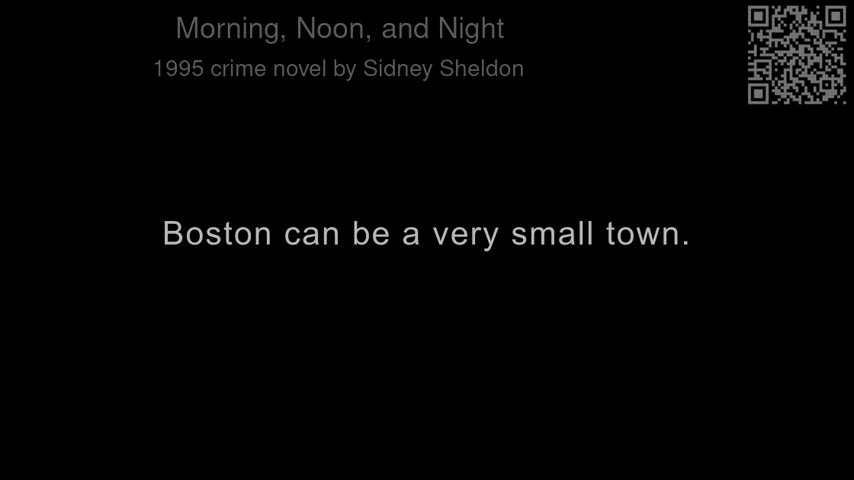 Morning, Noon, and Night
1995 crime novel by Sidney Sheldon
Boston can be a very small town.